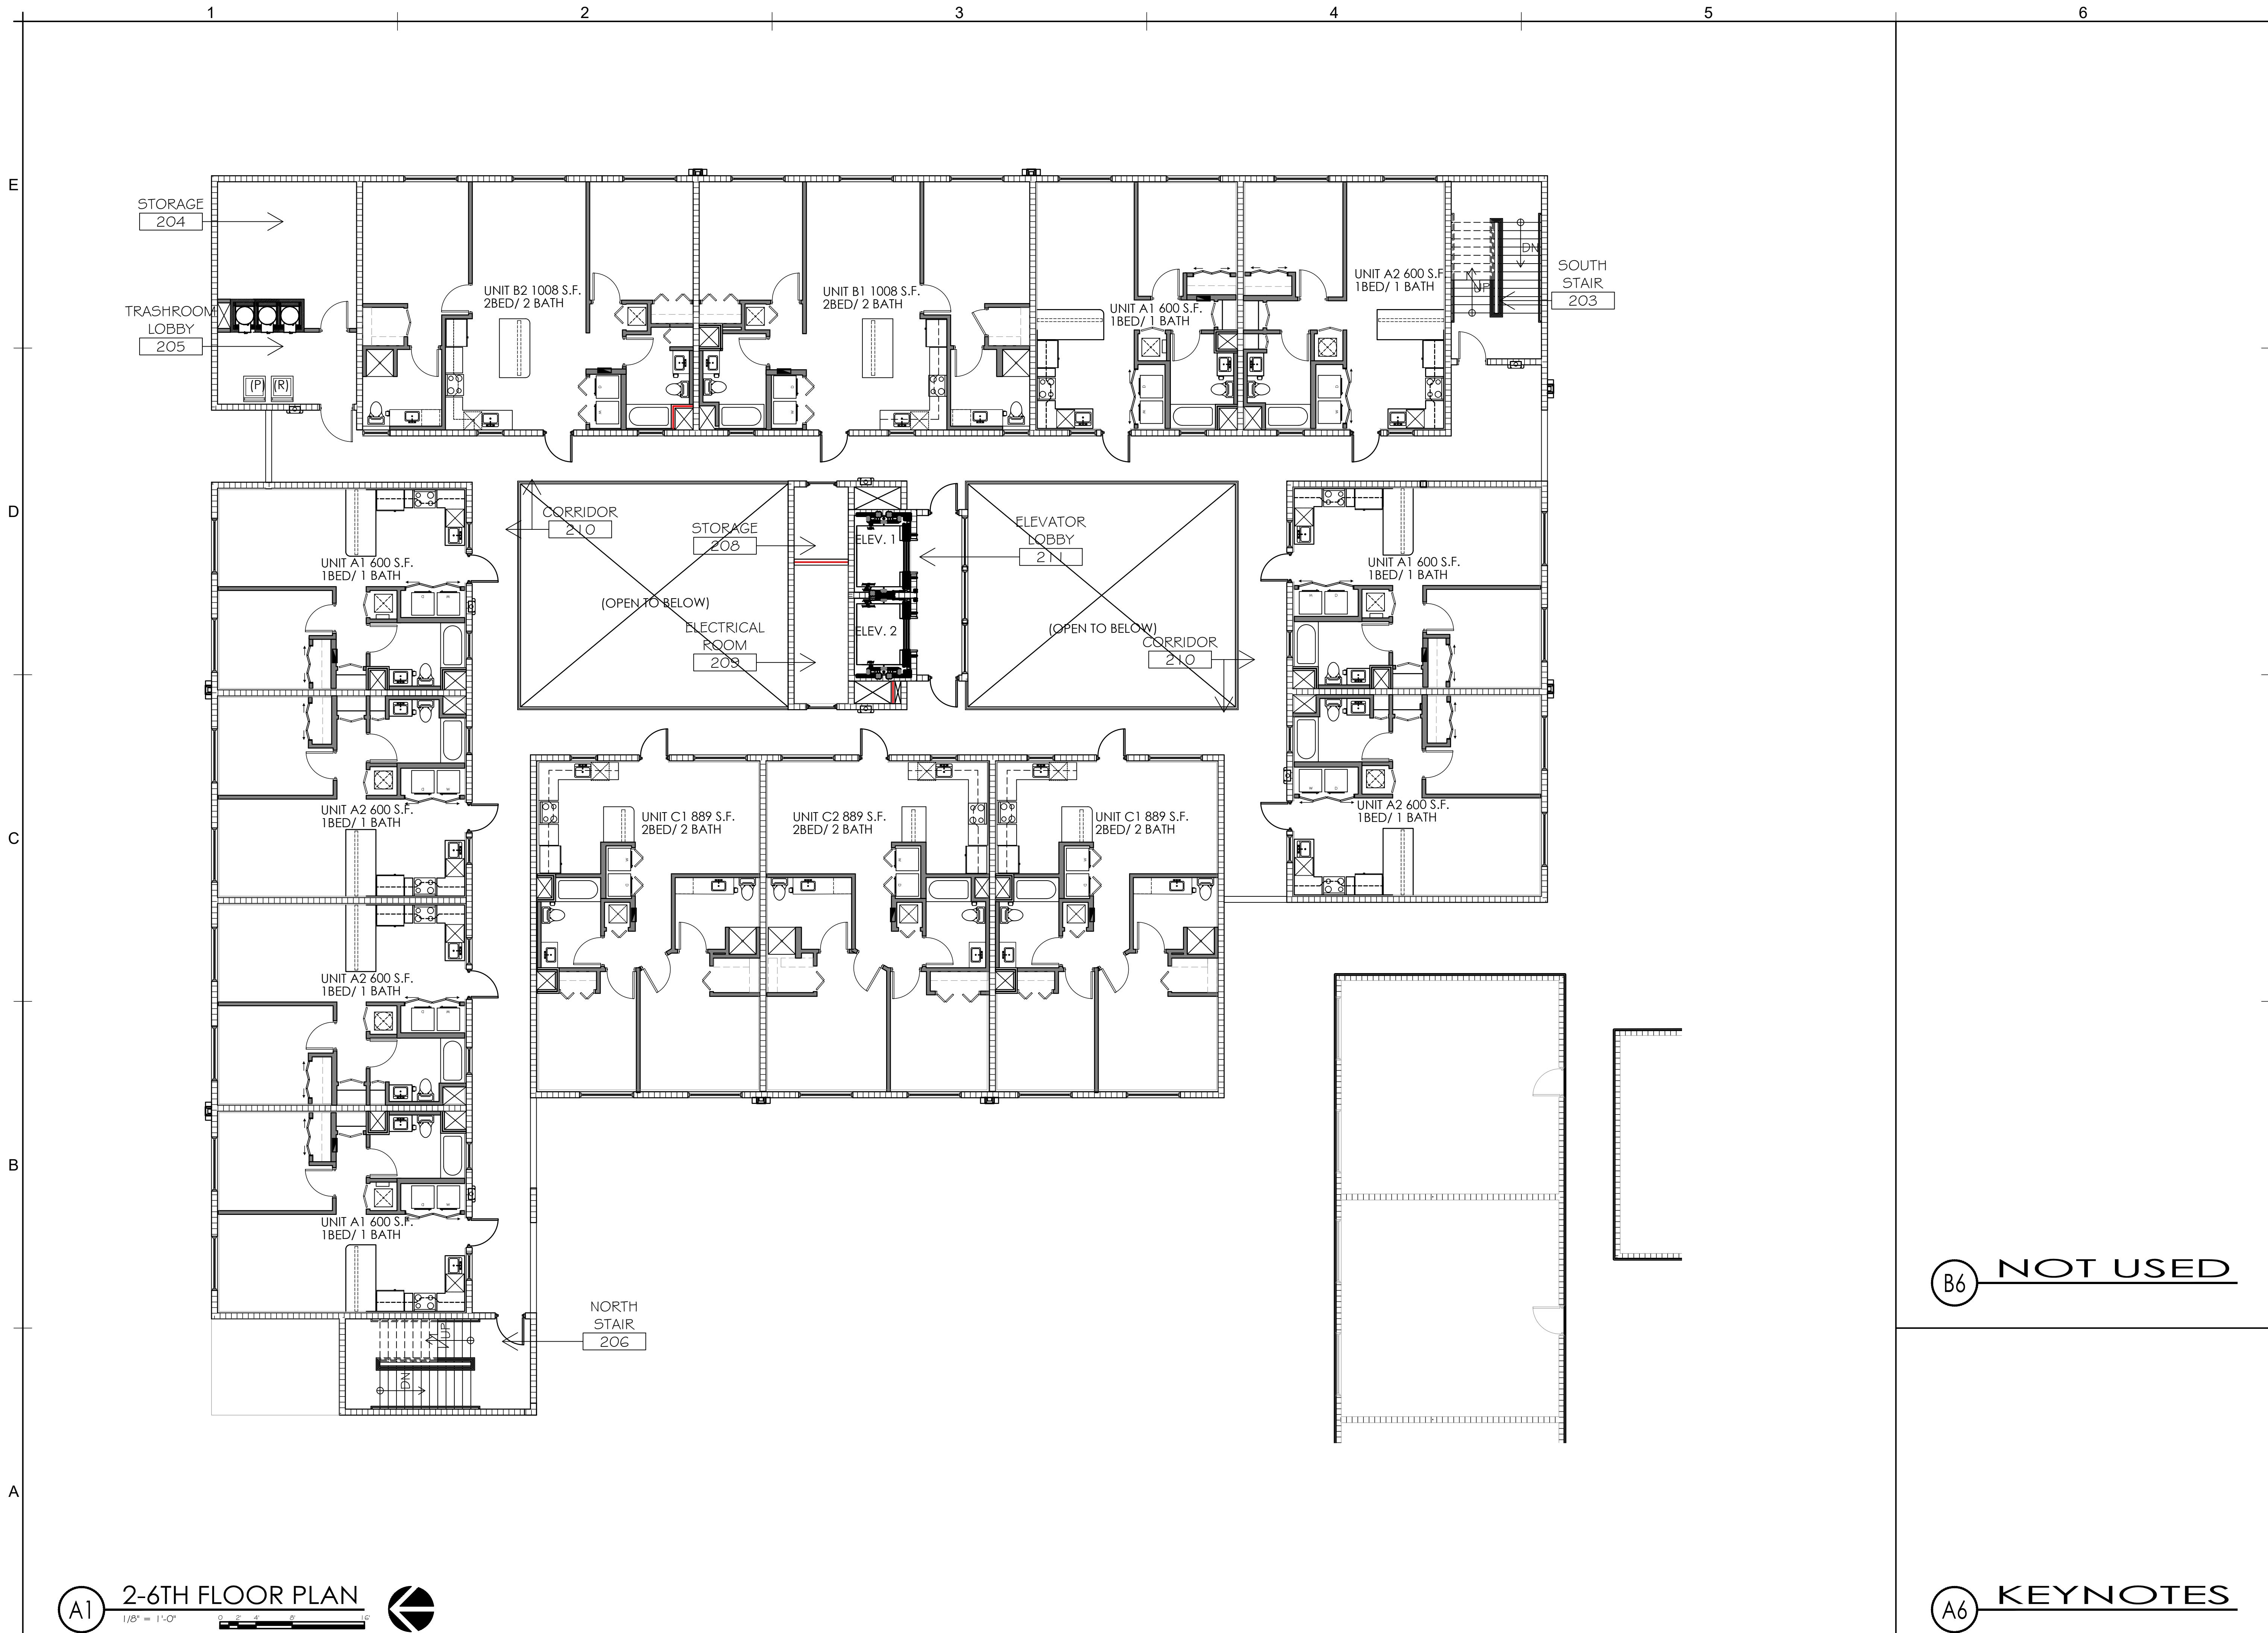 1
2
3
4
5
6
E
D
C
B
A
STORAGE
204
TRASHROOM
LOBBY
205
(P)
(R)
UNIT B2 1008 S.F.
2BED/ 2 BATH
UNIT B1 1008 S.F.
2BED/ 2 BATH
UNIT A1 600 S.F.
1BED/ 1 BATH
UNIT A2 600 S.F.
1BED/ 1 BATH
DN
UP
SOUTH
STAIR
203
CORRIDOR
210
STORAGE
208
ELEV. 1
ELEVATOR
LOBBY
211
UNIT A1 600 S.F.
1BED/ 1 BATH
UNIT A1 600 S.F.
1BED/ 1 BATH
(OPEN TO BELOW)
ELECTRICAL
ROOM
209
ELEV. 2
(OPEN TO BELOW)
CORRIDOR
210
UNIT A2 600 S.F.
1BED/ 1 BATH
UNIT C1 889 S.F.
2BED/ 2 BATH
UNIT C2 889 S.F.
2BED/ 2 BATH
UNIT C1 889 S.F.
2BED/ 2 BATH
UNIT A2 600 S.F.
1BED/ 1 BATH
UNIT A2 600 S.F.
1BED/ 1 BATH
UNIT A1 600 S.F.
1BED/ 1 BATH
NORTH
STAIR
206
UP
DN
B6 NOT USED
A1 2-6TH FLOOR PLAN
1/8" = 1'-0"
0 2' 4' 8' 16'
A6 KEYNOTES